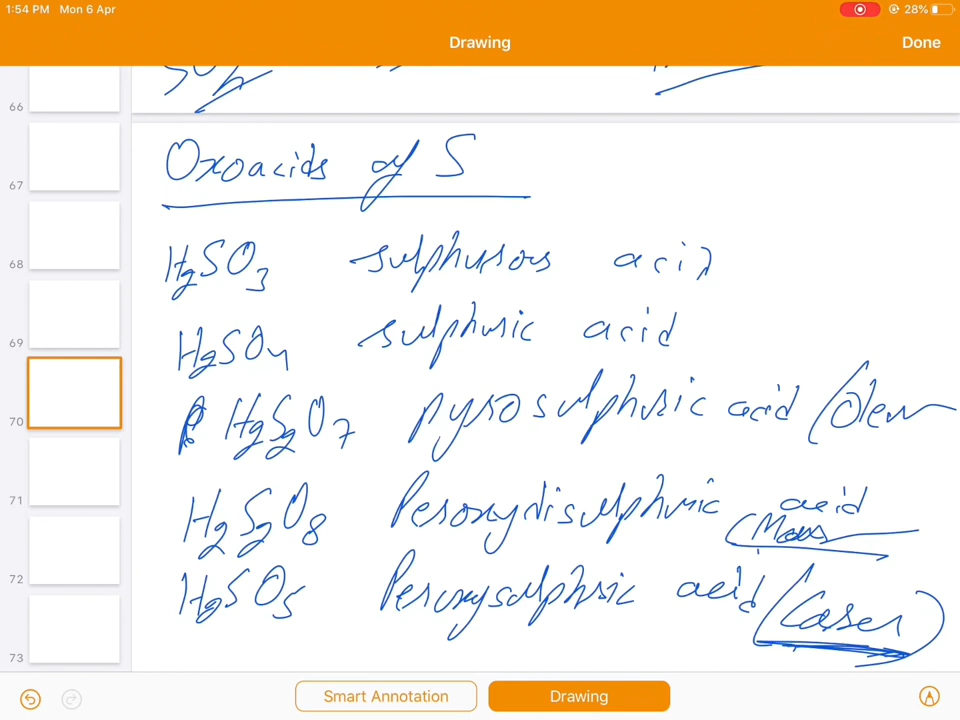 1:54 PM Mon 6 Apr 28%
Drawing Done
66
67
68
69
70
71
72
73
Oxoacids of S
H2SO3 sulphurous acid
H2SO4 sulphuric acid
H2S2O7 pyrosulphuric acid (Oleum
H2S2O8 Peroxydisulphuric acid
(Mars
H2SO5 Peroxysulphuric acid (Caser)
Smart Annotation Drawing